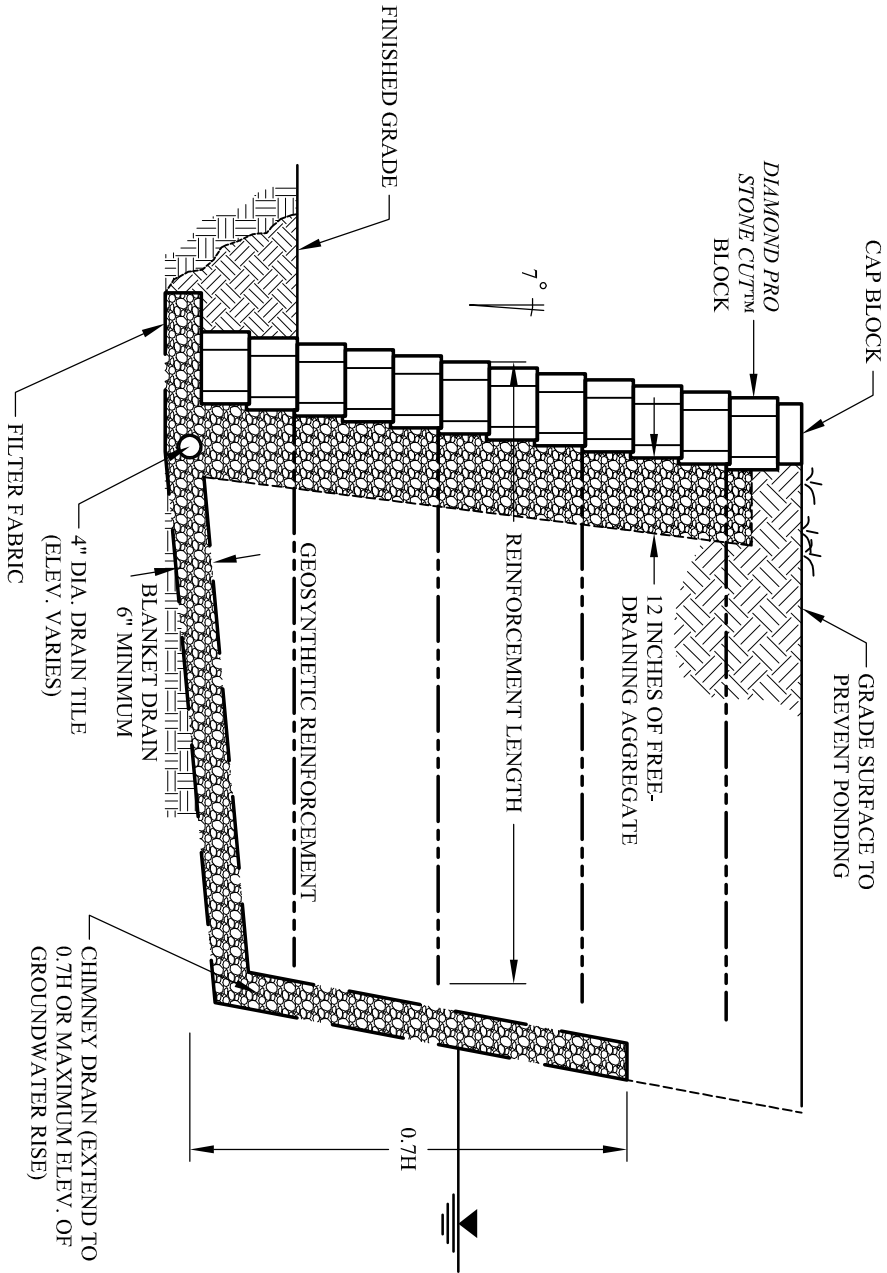 CAP BLOCK
DIAMOND PRO
STONE CUT™
BLOCK
FINISHED GRADE
7°
GRADE SURFACE TO
PREVENT PONDING
12 INCHES OF FREE-
DRAINING AGGREGATE
REINFORCEMENT LENGTH
GEOSYNTHETIC REINFORCEMENT
BLANKET DRAIN
6" MINIMUM
4" DIA. DRAIN TILE
(ELEV. VARIES)
FILTER FABRIC
0.7H
CHIMNEY DRAIN (EXTEND TO
0.7H OR MAXIMUM ELEV. OF
GROUNDWATER RISE)